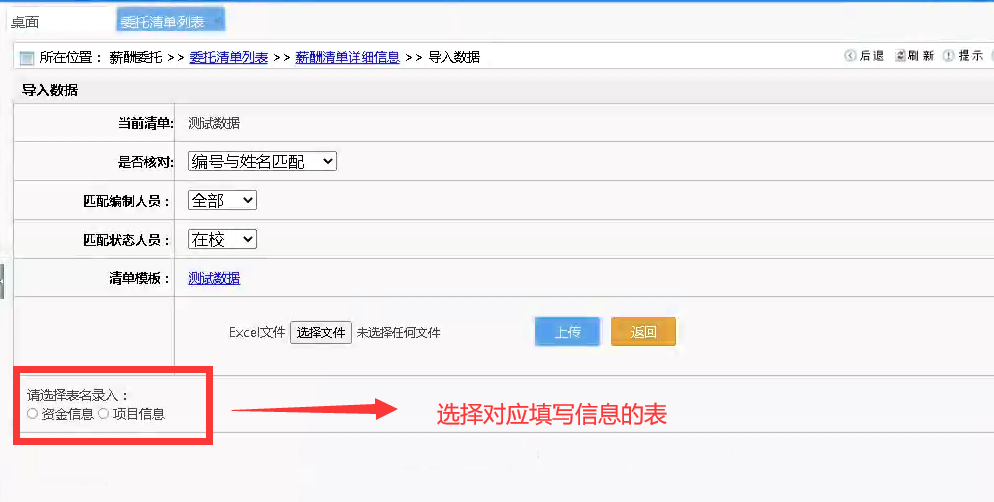 桌面 委托清单列表
所在位置： 薪酬委托 >> 委托清单列表 >> 薪酬清单详细信息 >> 导入数据 后退 刷新 提示
导入数据
当前清单: 测试数据
是否核对: 编号与姓名匹配
匹配编制人员： 全部
匹配状态人员： 在校
清单模板： 测试数据
Excel文件 选择文件 未选择任何文件 上传 返回
请选择表名录入：
资金信息 项目信息
选择对应填写信息的表